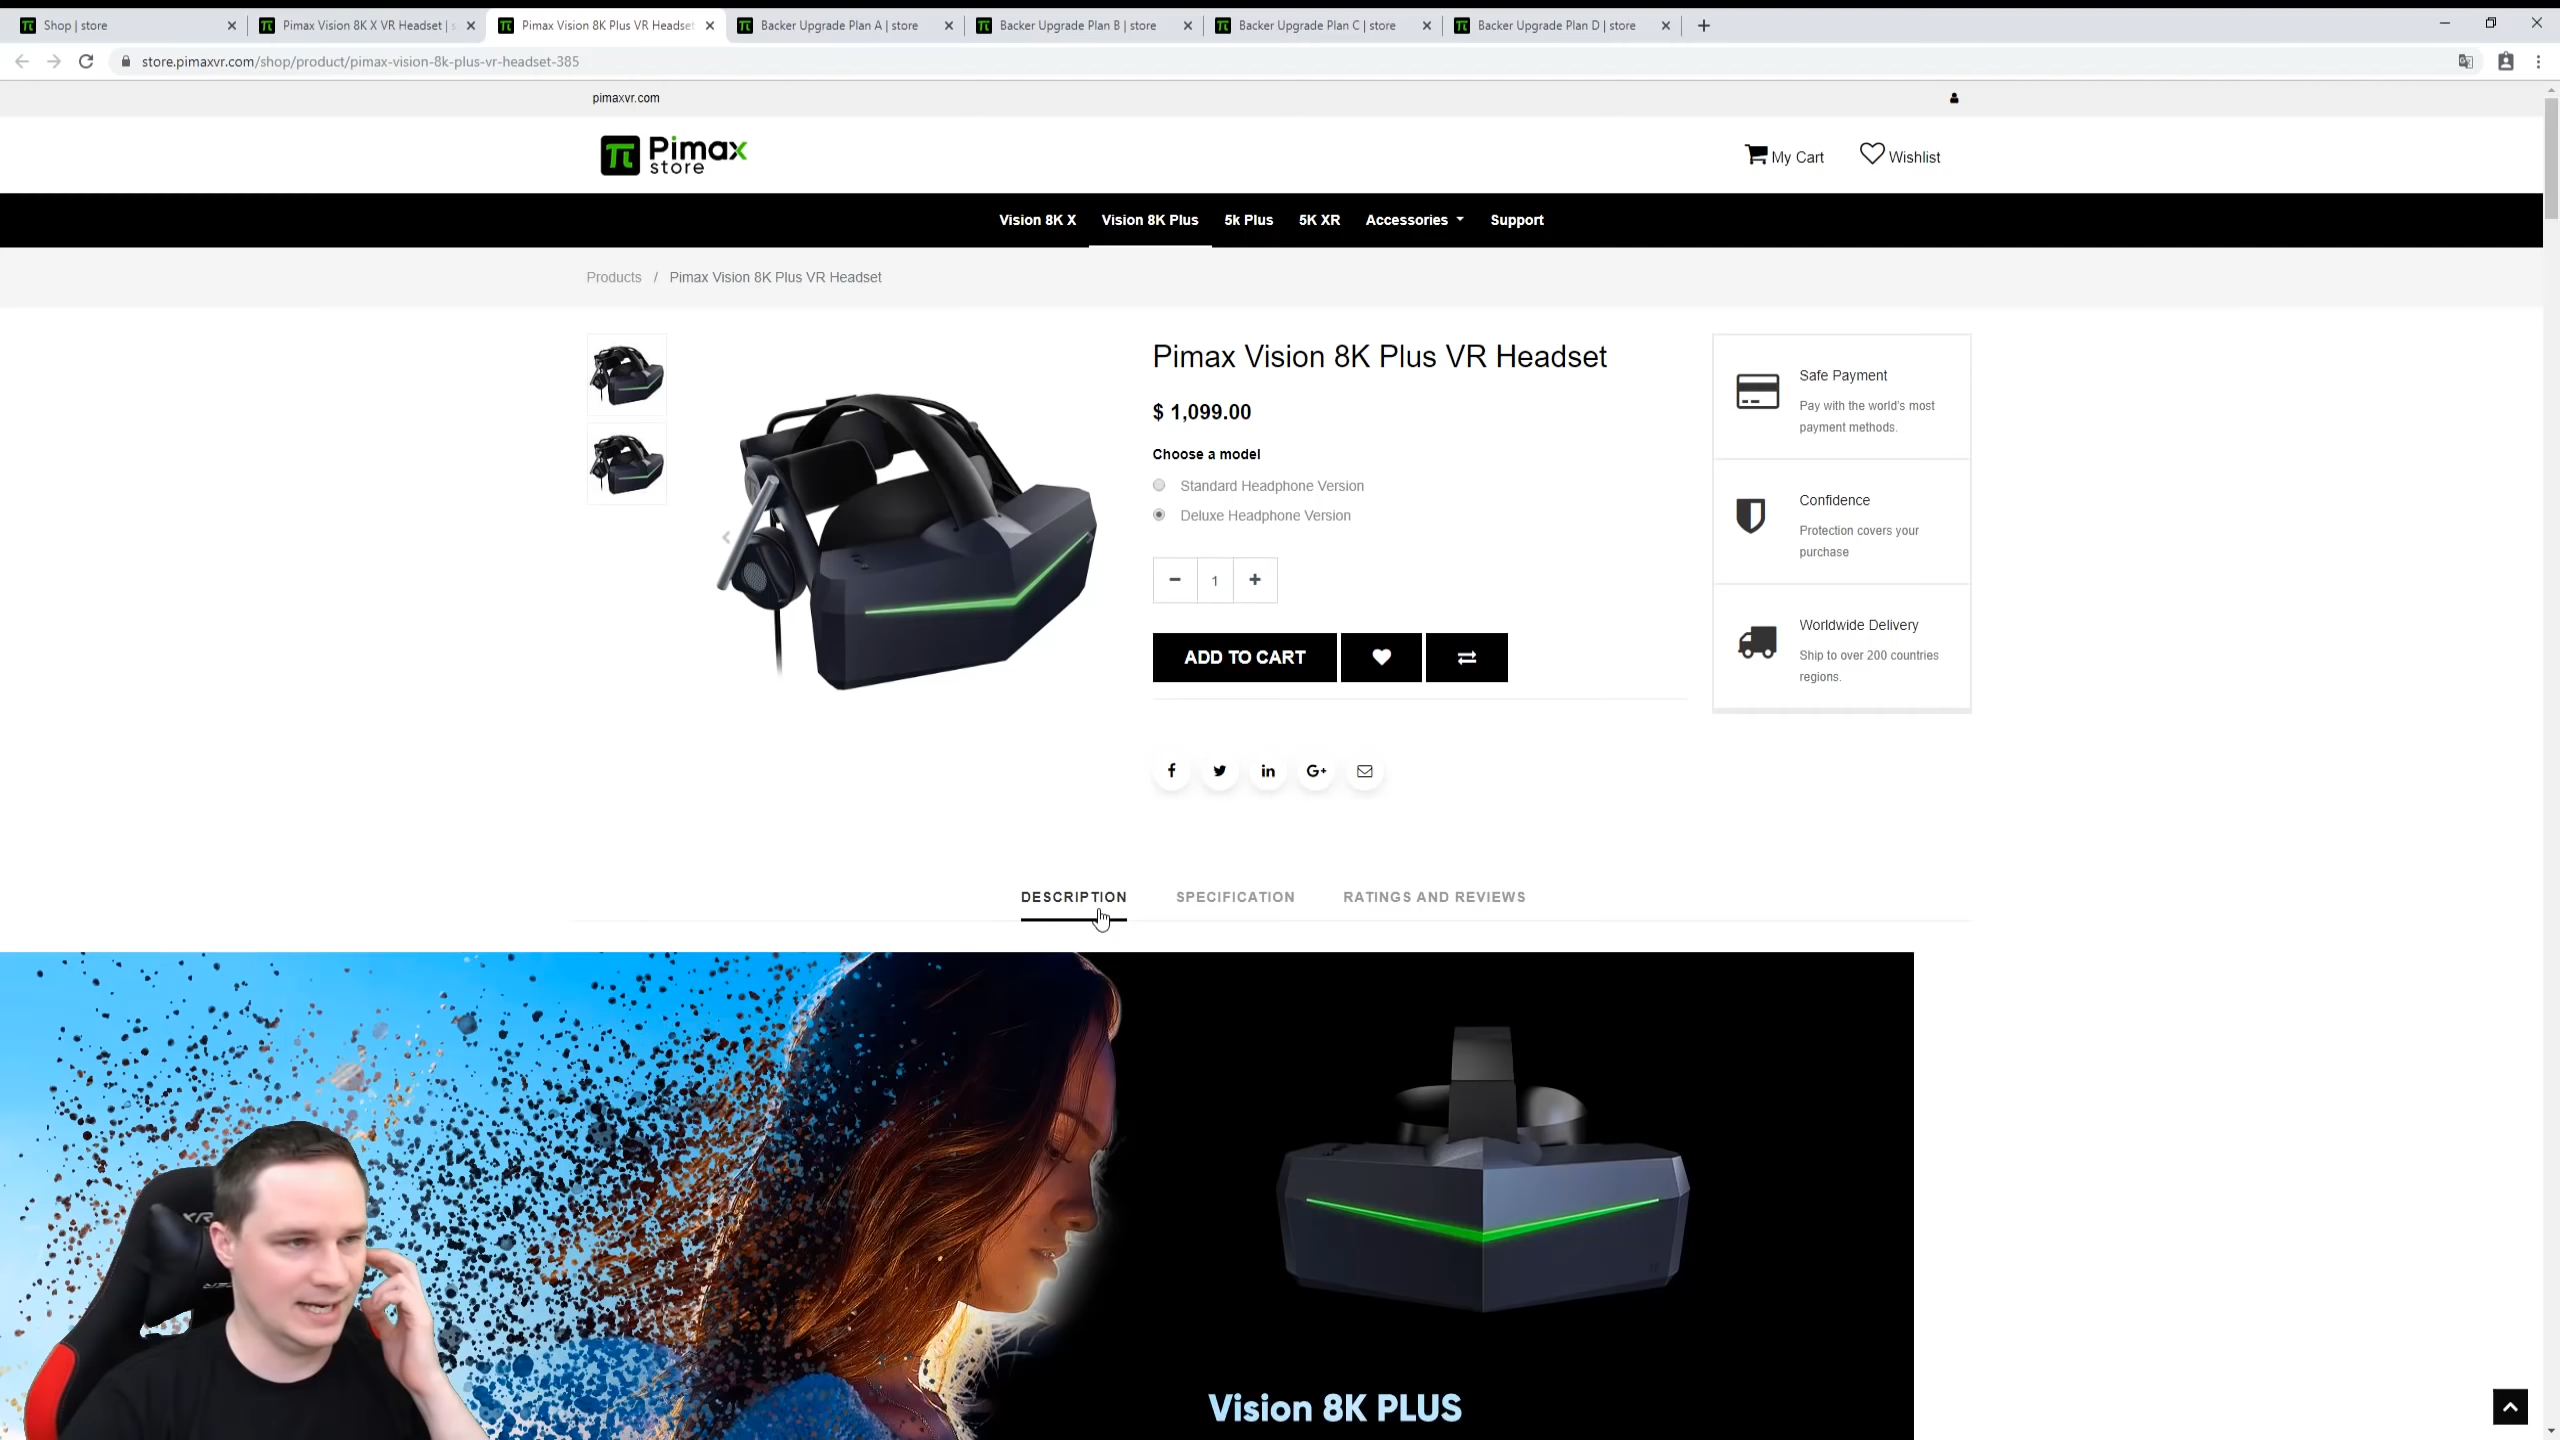 Shop | store
Pimax Vision 8K X VR Headset | s
Pimax Vision 8K Plus VR Headset
Backer Upgrade Plan A | store
Backer Upgrade Plan B | store
Backer Upgrade Plan C | store
Backer Upgrade Plan D | store
store.pimaxvr.com/shop/product/pimax-vision-8k-plus-vr-headset-385
pimaxvr.com
Pimax
store
My Cart
Wishlist
Vision 8K X
Vision 8K Plus
5k Plus
5K XR
Accessories
Support
Products / Pimax Vision 8K Plus VR Headset
Pimax Vision 8K Plus VR Headset
$ 1,099.00
Choose a model
Standard Headphone Version
Deluxe Headphone Version
1
ADD TO CART
Safe Payment
Pay with the world's most
payment methods.
Confidence
Protection covers your
purchase
Worldwide Delivery
Ship to over 200 countries
regions.
DESCRIPTION
SPECIFICATION
RATINGS AND REVIEWS
Vision 8K PLUS